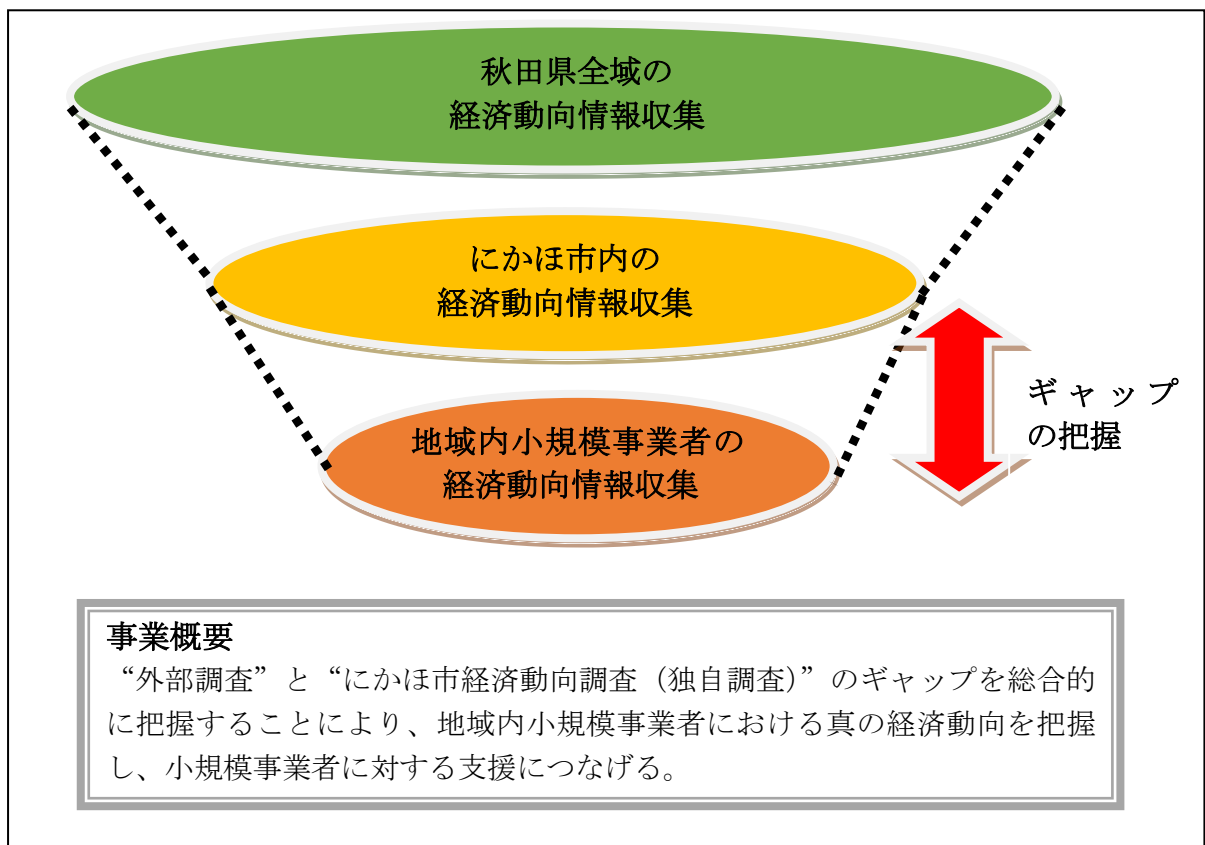 秋田県全域の
経済動向情報収集
にかほ市内の
経済動向情報収集
ギャップ
の把握
地域内小規模事業者の
経済動向情報収集
事業概要
“外部調査”と“にかほ市経済動向調査（独自調査）”のギャップを総合的
に把握することにより、地域内小規模事業者における真の経済動向を把握
し、小規模事業者に対する支援につなげる。